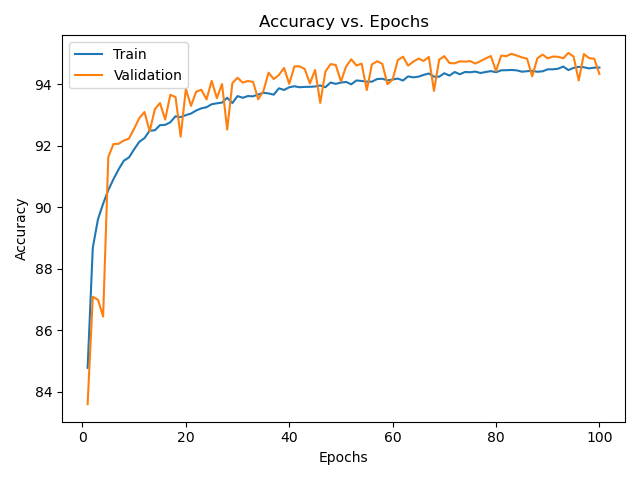 Accuracy vs. Epochs
Train
Validation
Accuracy
94
92
90
88
86
84
0 20 40 60 80 100
Epochs